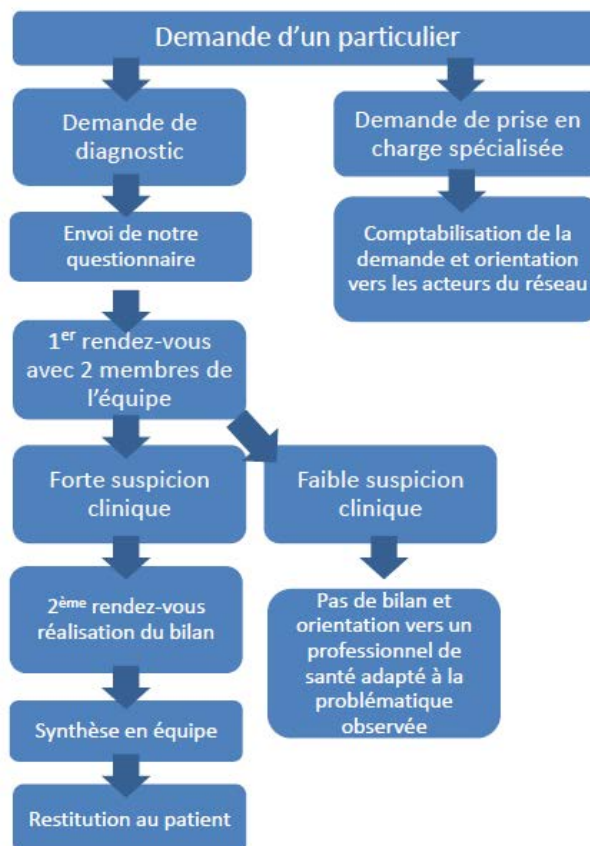 Demande d'un particulier
Demande de
diagnostic
Demande de prise en
charge spécialisée
Envoi de notre
questionnaire
Comptabilisation de la
demande et orientation
vers les acteurs du réseau
1er rendez-vous
avec 2 membres de
l'équipe
Forte suspicion
clinique
Faible suspicion
clinique
2ème rendez-vous
réalisation du bilan
Pas de bilan et
orientation vers un
professionnel de
santé adapté à la
problématique
observée
Synthèse en équipe
Restitution au patient